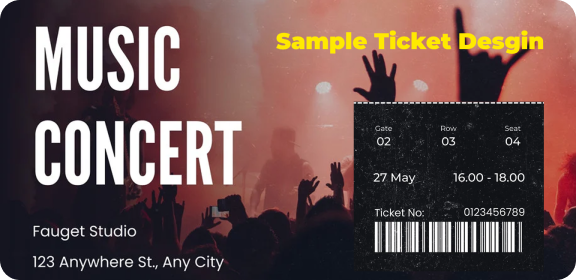 MUSIC
CONCERT
Fauget Studio
123 Anywhere St., Any City
Sample Ticket Desgin
Gate Row Seat
02 03 04
27 May 16.00 - 18.00
Ticket No: 0123456789